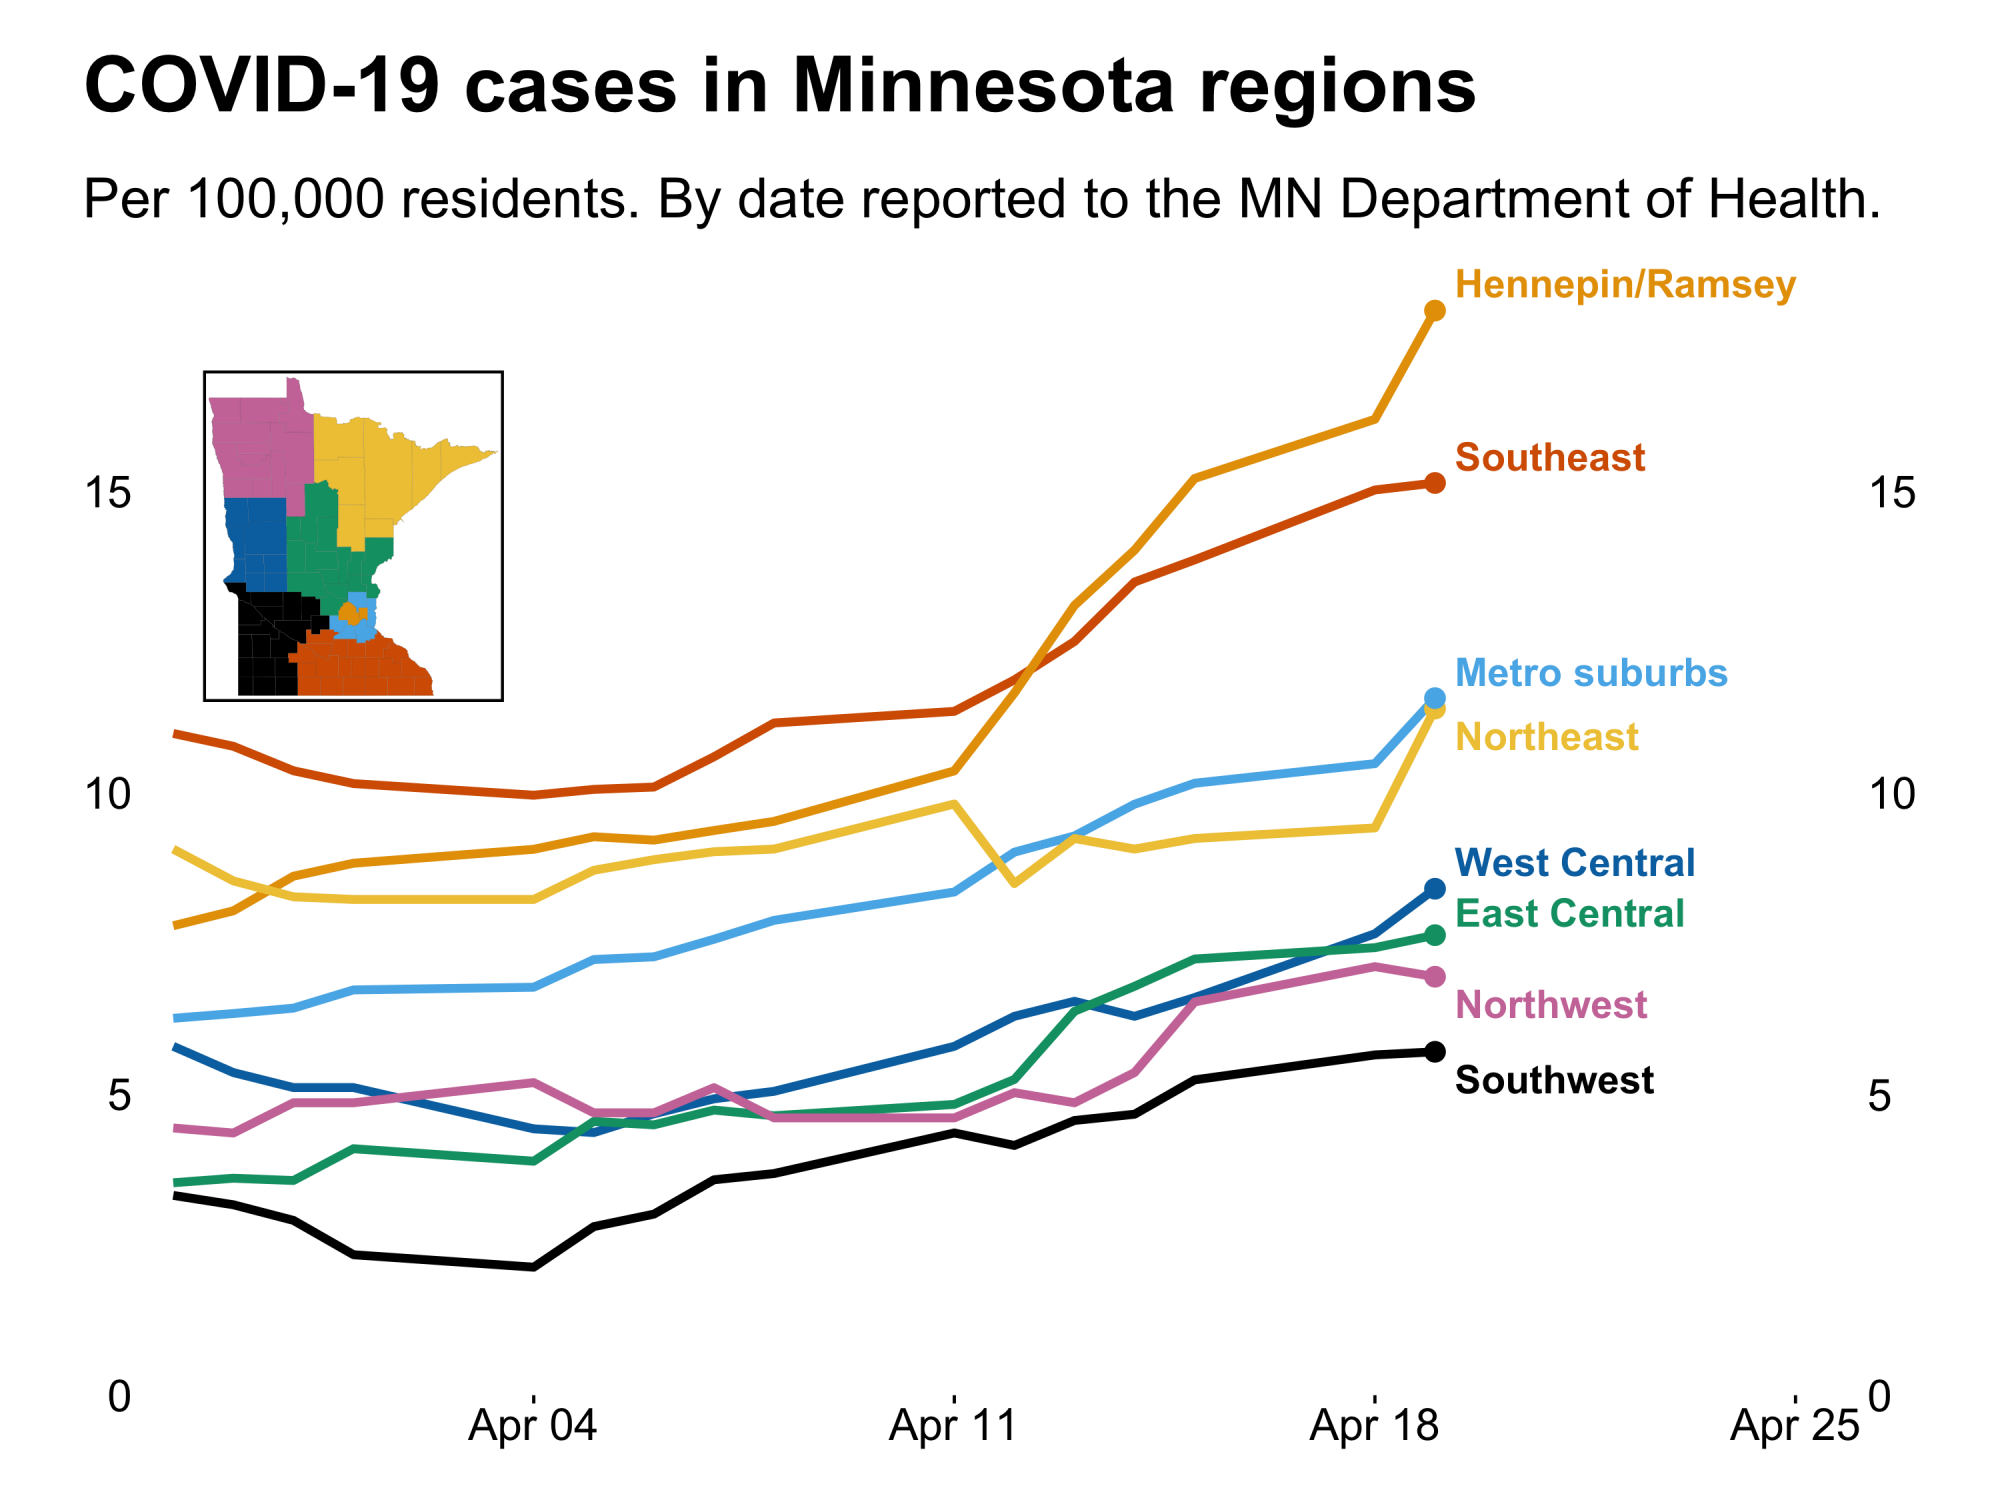 COVID-19 cases in Minnesota regions
Per 100,000 residents. By date reported to the MN Department of Health.
Hennepin/Ramsey
Southeast
15 15
Metro suburbs
Northeast
10 10
West Central
East Central
Northwest
Southwest
5 5
0 0
Apr 04 Apr 11 Apr 18 Apr 25